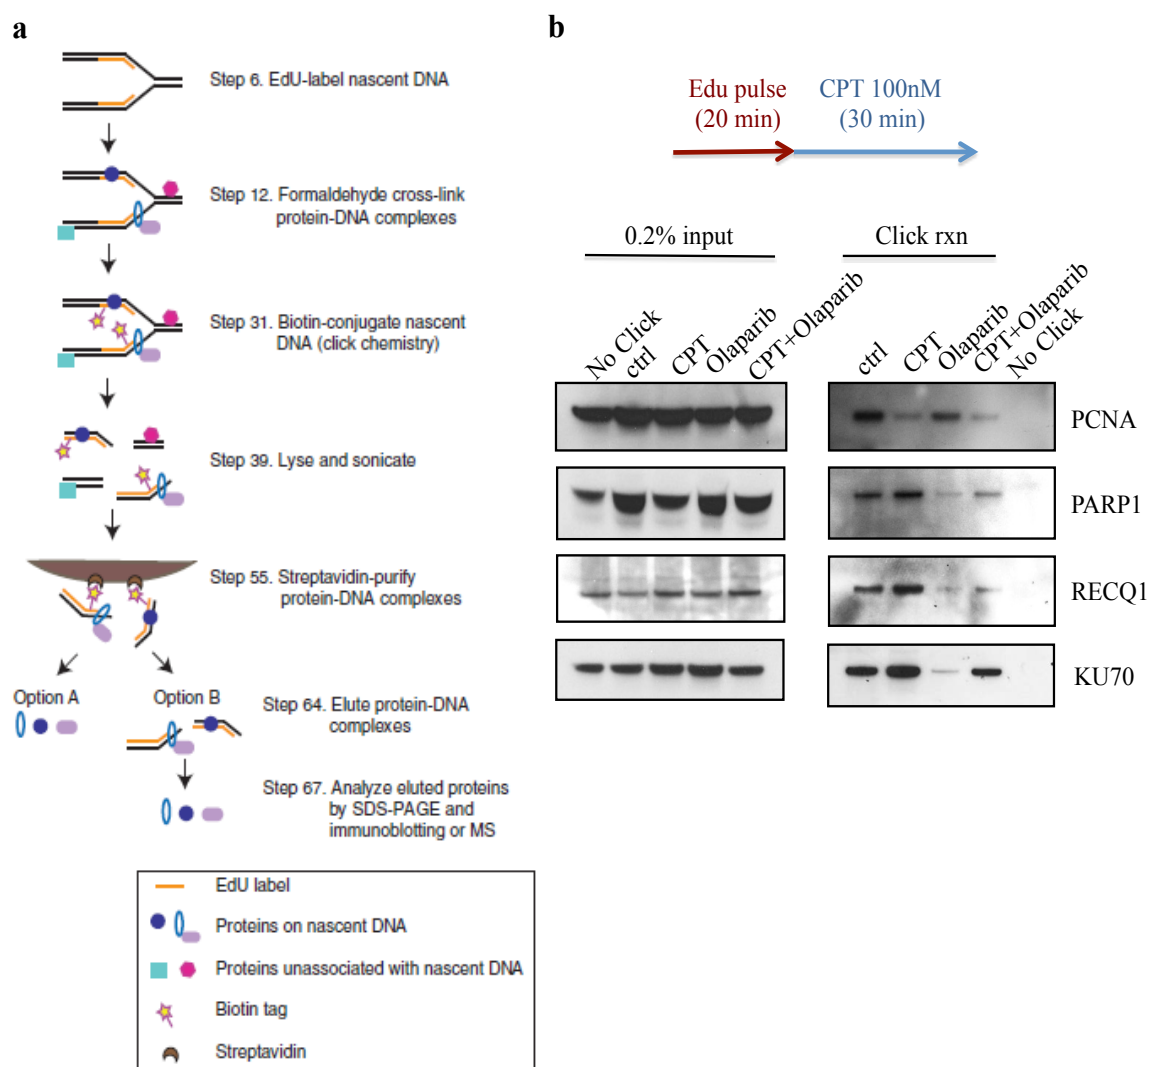 a
Step 6. EdU-label nascent DNA
Step 12. Formaldehyde cross-link
protein-DNA complexes
Step 31. Biotin-conjugate nascent
DNA (click chemistry)
Step 39. Lyse and sonicate
Step 55. Streptavidin-purify
protein-DNA complexes
Option A
Option B
Step 64. Elute protein-DNA
complexes
Step 67. Analyze eluted proteins
by SDS-PAGE and
immunoblotting or MS
EdU label
Proteins on nascent DNA
Proteins unassociated with nascent DNA
Biotin tag
Streptavidin
b
Edu pulse
(20 min)
CPT 100nM
(30 min)
0.2% input
Click rxn
No Click
ctrl
CPT
Olaparib
CPT+Olaparib
ctrl
CPT
Olaparib
CPT+Olaparib
No Click
PCNA
PARP1
RECQ1
KU70